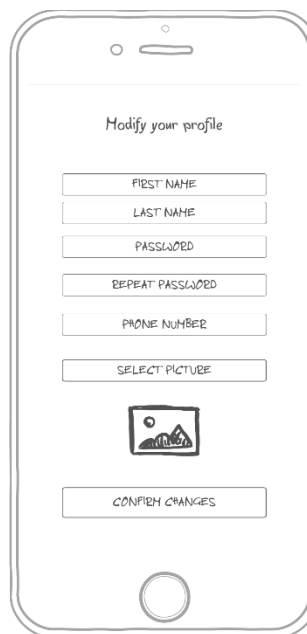 Modify your profile
FIRST NAME
LAST NAME
PASSWORD
REPEAT PASSWORD
PHONE NUMBER
SELECT PICTURE
CONFIRM CHANGES